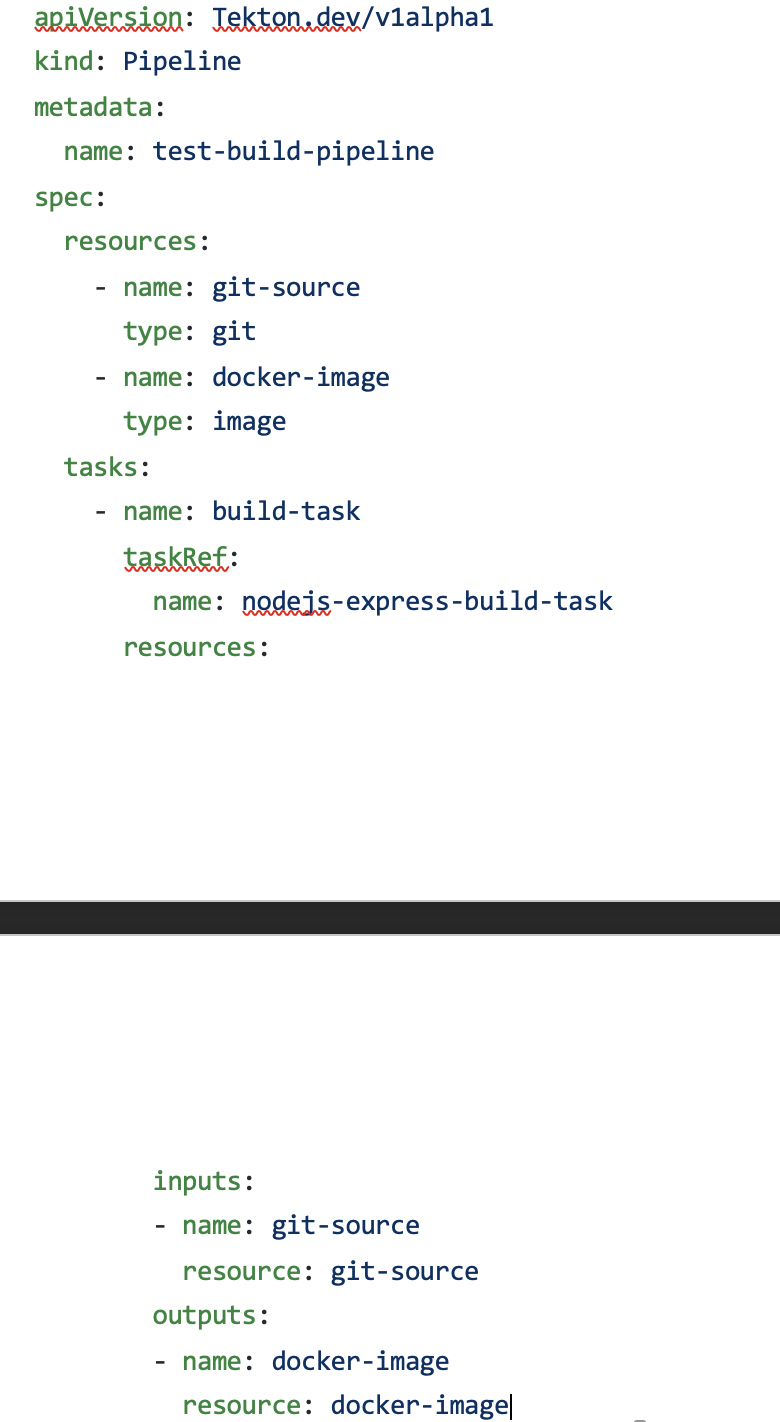 apiVersion: Tekton.dev/v1alpha1
kind: Pipeline
metadata:
  name: test-build-pipeline
spec:
  resources:
    - name: git-source
      type: git
    - name: docker-image
      type: image
  tasks:
    - name: build-task
      taskRef:
        name: nodejs-express-build-task
      resources:
        inputs:
        - name: git-source
          resource: git-source
        outputs:
        - name: docker-image
          resource: docker-image